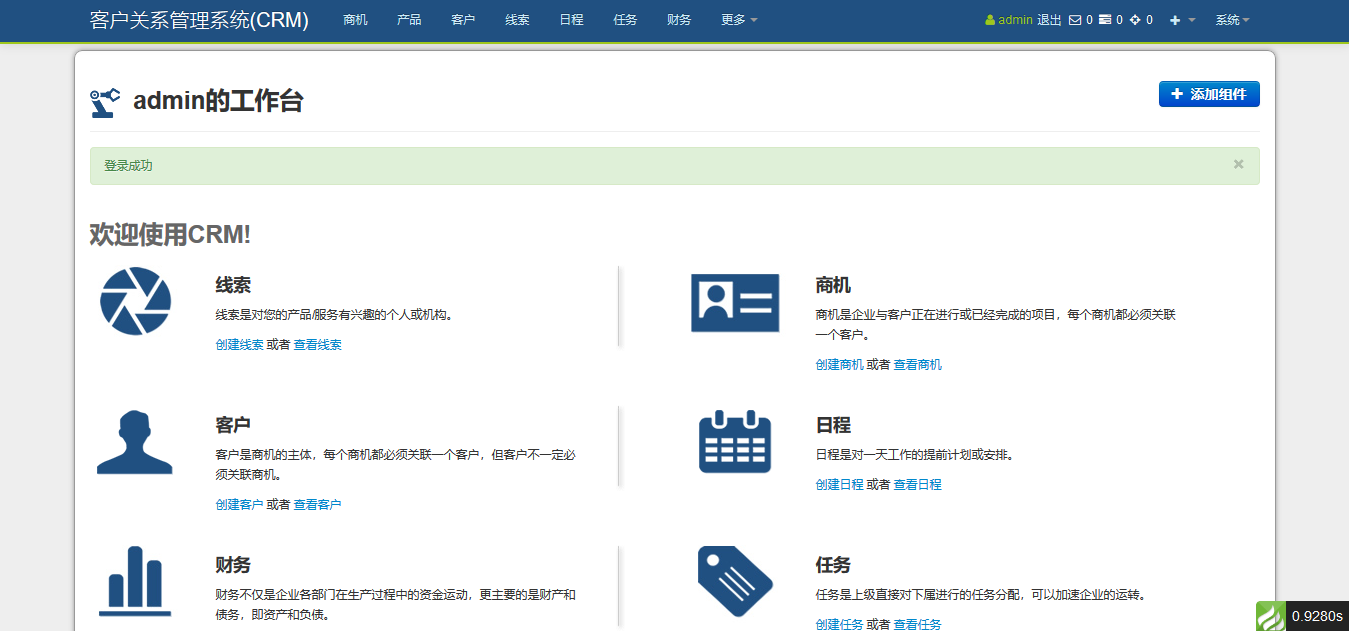 客户关系管理系统(CRM) 商机 产品 客户 线索 日程 任务 财务 更多 admin 退出 0 0 0 系统
admin的工作台
添加组件
登录成功
×
欢迎使用CRM!
线索
线索是对您的产品/服务有兴趣的个人或机构。
创建线索 或者 查看线索
商机
商机是企业与客户正在进行或已经完成的项目，每个商机都必须关联
一个客户。
创建商机 或者 查看商机
客户
客户是商机的主体，每个商机都必须关联一个客户，但客户不一定必
须关联商机。
创建客户 或者 查看客户
日程
日程是对一天工作的提前计划或安排。
创建日程 或者 查看日程
财务
财务不仅是企业各部门在生产过程中的资金运动，更主要的是财产和
债务，即资产和负债。
任务
任务是上级直接对下属进行的任务分配，可以加速企业的运转。
创建任务 或者 查看任务
0.9280s